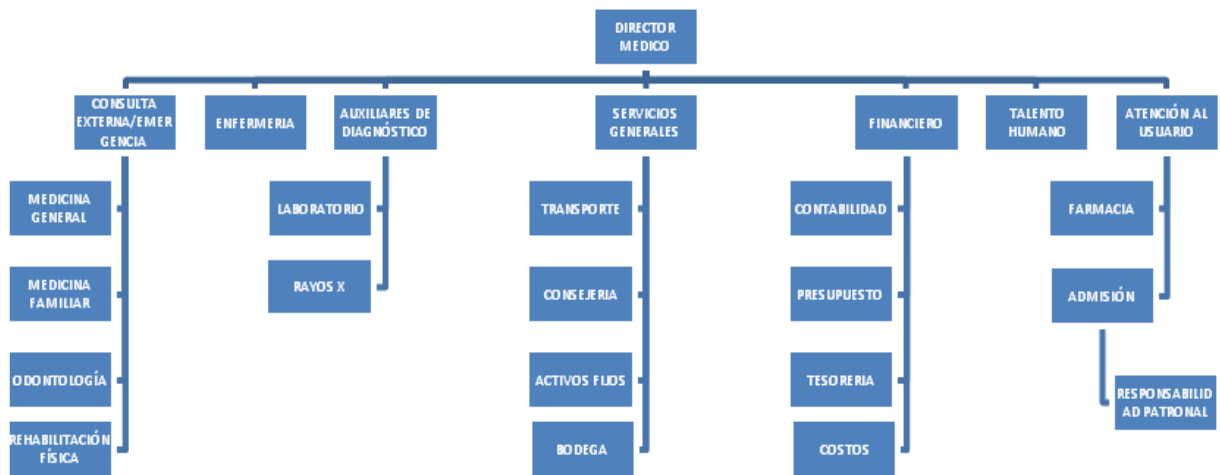 DIRECTOR
MEDICO
CONSULTA
EXTERNA/EMER
GENCIA
ENFERMERIA
AUXILIARES DE
DIAGNÓSTICO
SERVICIOS
GENERALES
FINANCIERO
TALENTO
HUMANO
ATENCIÓN AL
USUARIO
MEDICINA
GENERAL
LABORATORIO
TRANSPORTE
CONTABILIDAD
FARMACIA
MEDICINA
FAMILIAR
RAYOS X
CONSEJERIA
PRESUPUESTO
ADMISIÓN
ODONTOLOGÍA
ACTIVOS FIJOS
TESORERIA
RESPONSABILID
AD PATRONAL
REHABILITACIÓN
FÍSICA
BODEGA
COSTOS